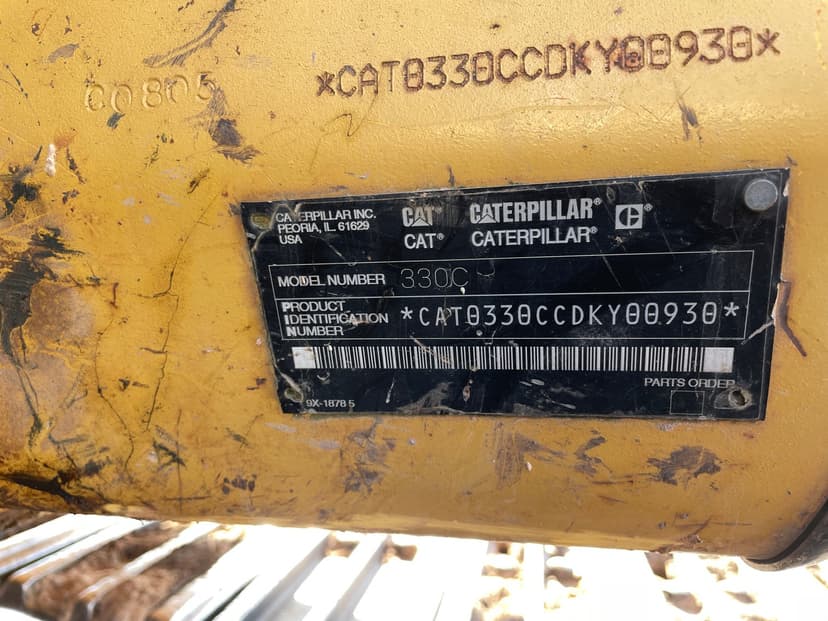 *CAT0330CCDKY00930*
C0805
CATERPILLAR INC.
PEORIA, IL 61629
USA
CAT® CATERPILLAR® C®
CAT® CATERPILLAR®
MODEL NUMBER 330C
PRODUCT
IDENTIFICATION
NUMBER
*CAT0330CCDKY00930*
PARTS ORDER
9X-1878 5